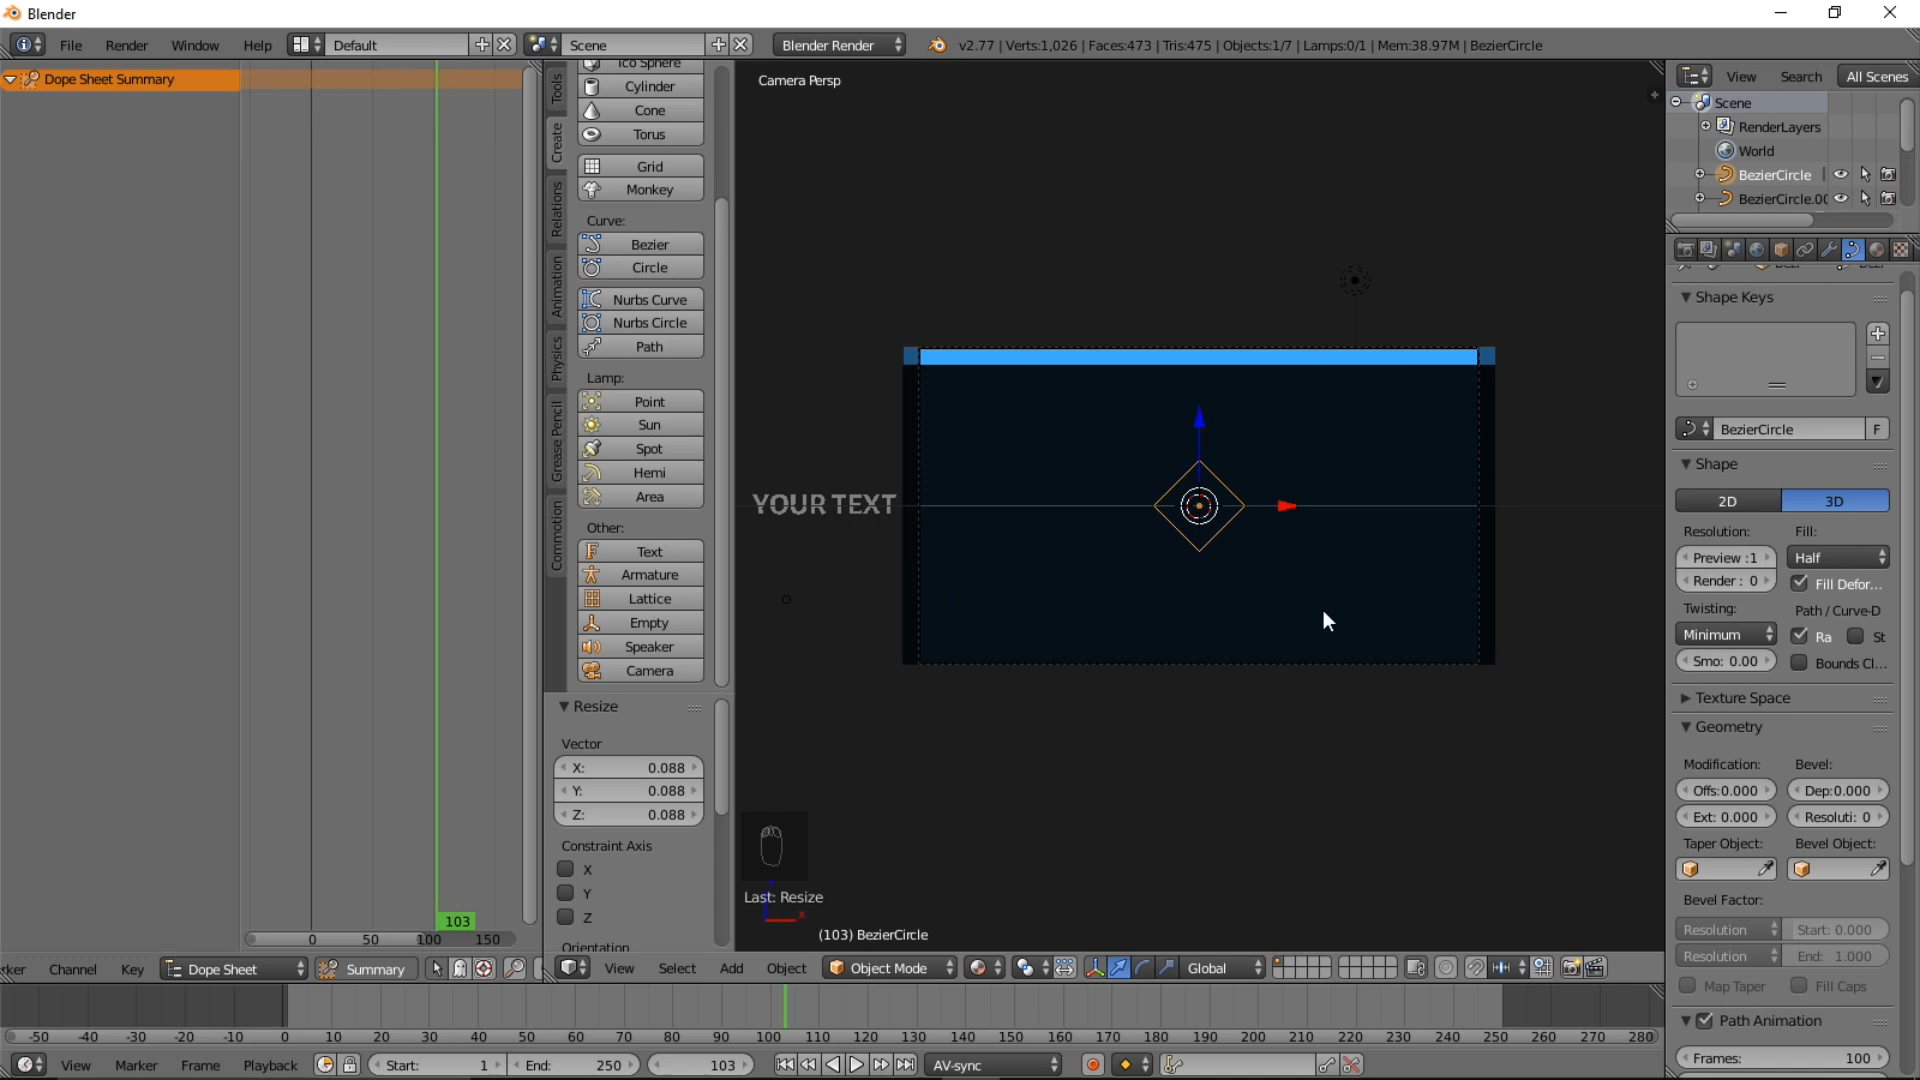 Blender
File Render Window Help Default Scene Blender Render v2.77 | Verts:1,026 | Faces:473 | Tris:475 | Objects:1/7 | Lamps:0/1 | Mem:38.97M | BezierCircle
Dope Sheet Summary
Tools
Create
Relations
Animation
Physics
Grease Pencil
Commotion
Ico Sphere
Cylinder
Cone
Torus
Grid
Monkey
Curve:
Bezier
Circle
Nurbs Curve
Nurbs Circle
Path
Lamp:
Point
Sun
Spot
Hemi
Area
Other:
Text
Armature
Lattice
Empty
Speaker
Camera
Resize
Vector
X: 0.088
Y: 0.088
Z: 0.088
Constraint Axis
X
Y
Z
Orientation
Camera Persp
YOUR TEXT
Last: Resize
x
(103) BezierCircle
View Search All Scenes
Scene
RenderLayers
World
BezierCircle
BezierCircle.00
Shape Keys
BezierCircle F
Shape
2D 3D
Resolution: Fill:
Preview :1 Half
Render : 0 Fill Defor...
Twisting: Path / Curve-D
Minimum Ra St
Smo: 0.00 Bounds Cl...
Texture Space
Geometry
Modification: Bevel:
Offs:0.000 Dep:0.000
Ext: 0.000 Resoluti: 0
Taper Object: Bevel Object:
Bevel Factor:
Resolution Start: 0.000
Resolution End: 1.000
Map Taper Fill Caps
Path Animation
Frames: 100
103
0 50 100 150
rker Channel Key Dope Sheet Summary View Select Add Object Object Mode Global
-50 -40 -30 -20 -10 0 10 20 30 40 50 60 70 80 90 100 110 120 130 140 150 160 170 180 190 200 210 220 230 240 250 260 270 280
View Marker Frame Playback Start: 1 End: 250 103 AV-sync